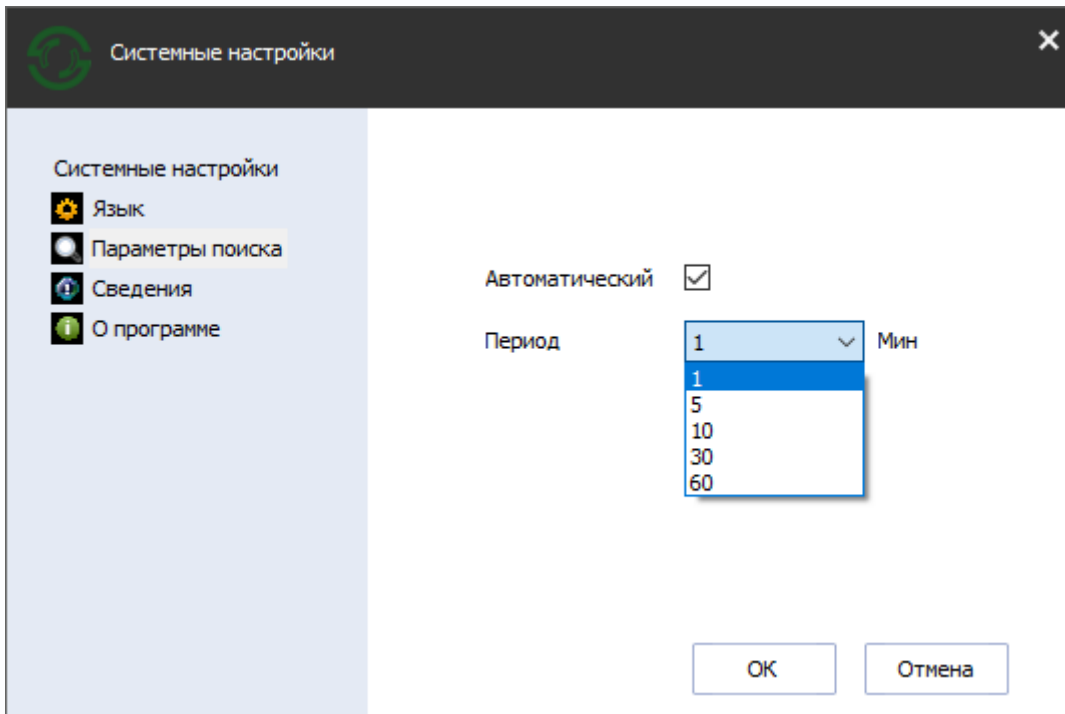 Системные настройки
Системные настройки
Язык
Параметры поиска
Сведения
О программе
Автоматический
Период 1 Мин
1
5
10
30
60
ОК Отмена